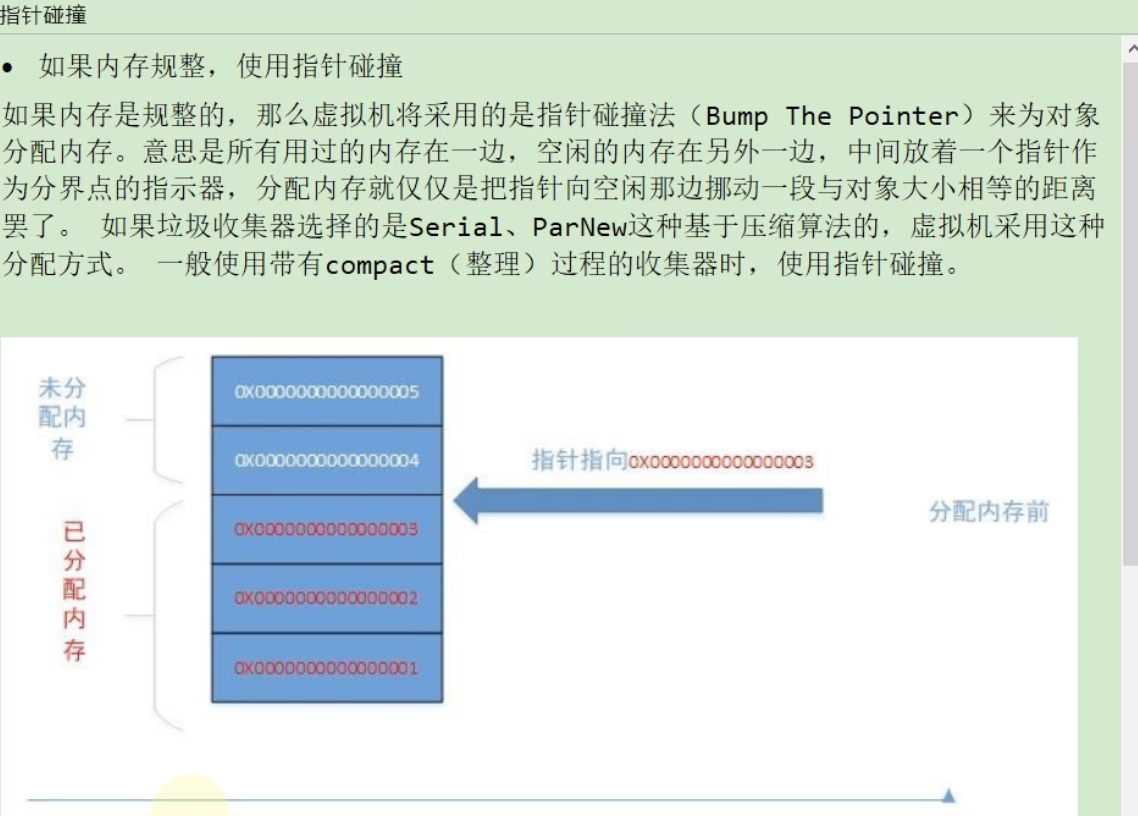 指针碰撞
• 如果内存规整，使用指针碰撞
如果内存是规整的，那么虚拟机将采用的是指针碰撞法（Bump The Pointer）来为对象
分配内存。意思是所有用过的内存在一边，空闲的内存在另外一边，中间放着一个指针作
为分界点的指示器，分配内存就仅仅是把指针向空闲那边挪动一段与对象大小相等的距离
罢了。 如果垃圾收集器选择的是Serial、ParNew这种基于压缩算法的，虚拟机采用这种
分配方式。 一般使用带有compact（整理）过程的收集器时，使用指针碰撞。
未分
配内
存
0X0000000000000005
0X0000000000000004
指针指向0X0000000000000003
分配内存前
已
分
配
内
存
0X0000000000000003
0X0000000000000002
0X0000000000000001